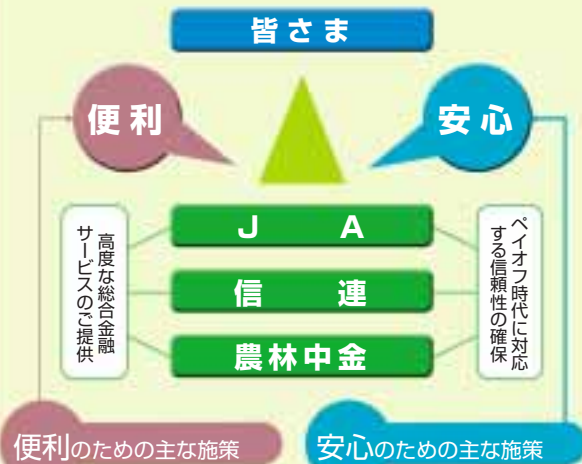 皆さま
便利
安心
J A
信 連
農林中金
高度な総合金融
サービスのご提供
ペイオフ時代に対応
する信頼性の確保
便利のための主な施策
安心のための主な施策